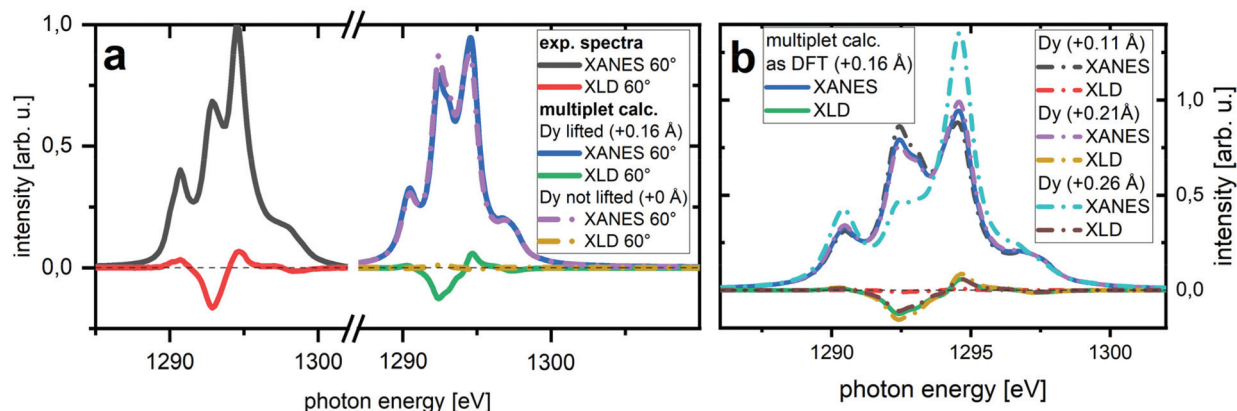 a
1,0
0,5
0,0
intensity [arb. u.]
exp. spectra
XANES 60°
XLD 60°
multiplet calc.
Dy lifted (+0.16 Å)
XANES 60°
XLD 60°
Dy not lifted (+0 Å)
XANES 60°
XLD 60°
1290
1300
1290
1300
photon energy [eV]
b
multiplet calc.
as DFT (+0.16 Å)
XANES
XLD
Dy (+0.11 Å)
XANES
XLD
Dy (+0.21Å)
XANES
XLD
Dy (+0.26 Å)
XANES
XLD
1,0
0,5
0,0
intensity [arb. u.]
1290
1295
1300
photon energy [eV]